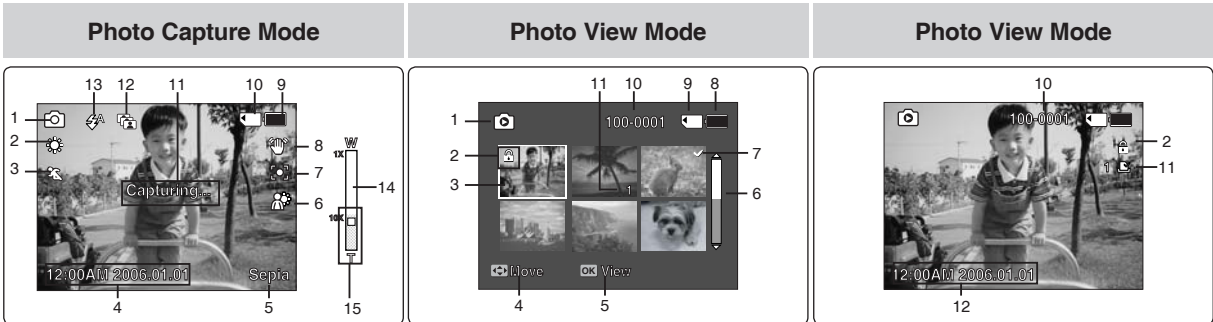 Photo Capture Mode
Photo View Mode
Photo View Mode
13 12 11 10 9
1
2
3
8
7
6
W
1X
14
10X
T
Capturing...
12:00AM 2006.01.01
Sepia
4
5
15
11 10 9 8
1
100-0001
2
3
1
7
6
Move
OK View
4
5
10
100-0001
2
1
11
12:00AM 2006.01.01
12